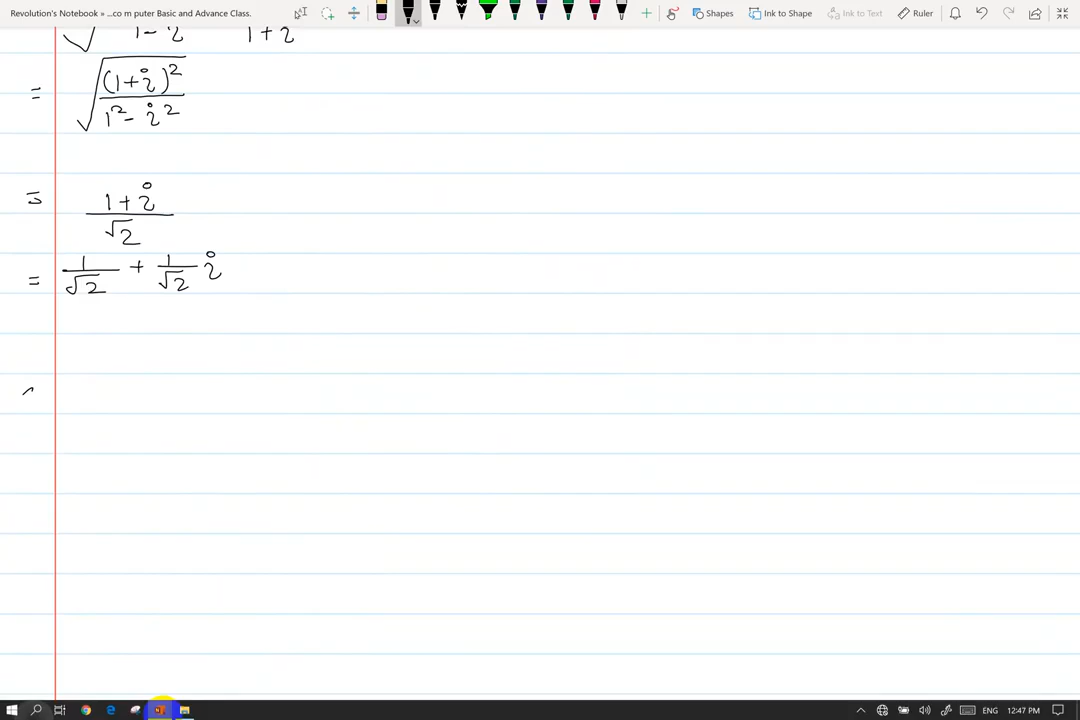 Revolution's Notebook » ...co m puter Basic and Advance Class.
Shapes Ink to Shape Ink to Text Ruler
√ 1-i 1+i
= √((1+i)²/(1²-i²))
= (1+i)/√2
= 1/√2 + 1/√2 i
ENG 12:47 PM